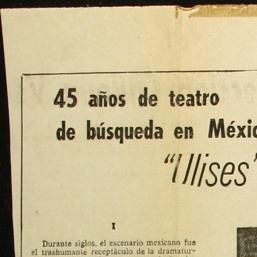 45 años de teatro
de búsqueda en Méxic
"Ulises"
I
Durante siglos, el escenario mexicano fue
el trashumante receptáculo de la dramatur-